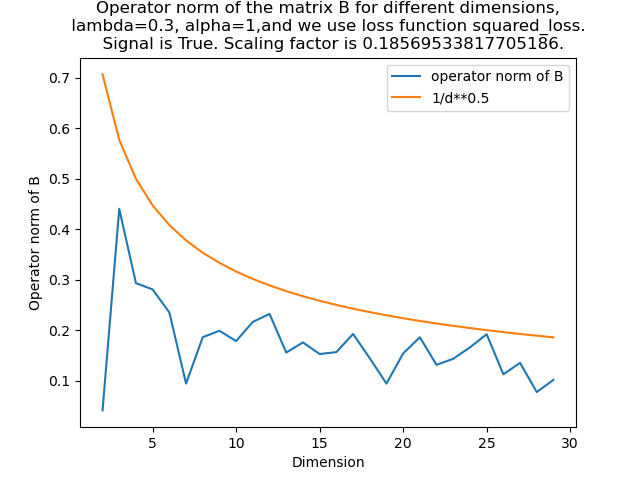 Operator norm of the matrix B for different dimensions,
lambda=0.3, alpha=1,and we use loss function squared_loss.
Signal is True. Scaling factor is 0.18569533817705186.
operator norm of B
1/d**0.5
0.7
0.6
0.5
0.4
0.3
0.2
0.1
Operator norm of B
5 10 15 20 25 30
Dimension